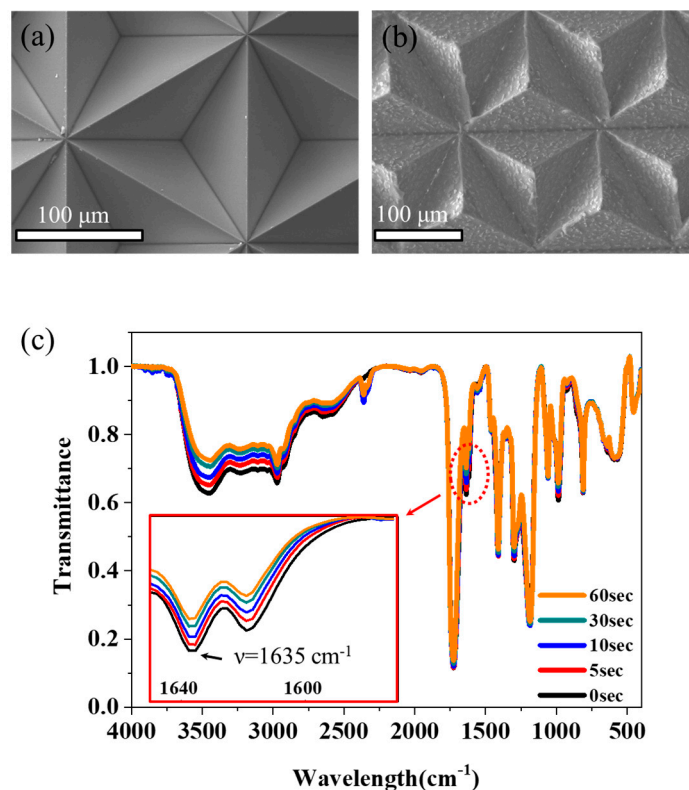 (a)
100 μm
(b)
100 μm
(c)
1.0
0.8
0.6
0.4
0.2
0.0
Transmittance
ν=1635 cm-1
1640
1600
60sec
30sec
10sec
5sec
0sec
4000 3500 3000 2500 2000 1500 1000 500
Wavelength(cm-1)